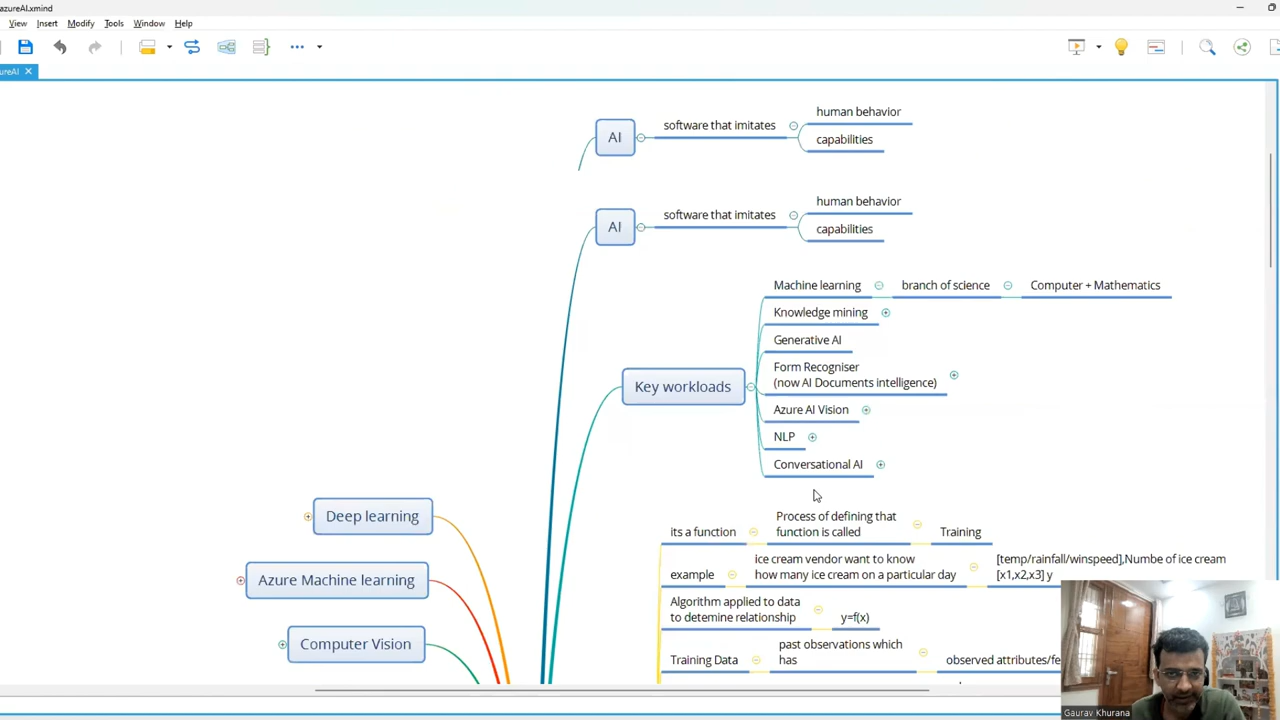 azureAI.xmind
View Insert Modify Tools Window Help
ureAI
AI
software that imitates
human behavior
capabilities
AI
software that imitates
human behavior
capabilities
Key workloads
Machine learning
branch of science
Computer + Mathematics
Knowledge mining
Generative AI
Form Recogniser
(now AI Documents intelligence)
Azure AI Vision
NLP
Conversational AI
Deep learning
Azure Machine learning
Computer Vision
its a function
Process of defining that
function is called
Training
example
ice cream vendor want to know
how many ice cream on a particular day
[temp/rainfall/winspeed],Numbe of ice cream
[x1,x2,x3] y
Algorithm applied to data
to detemine relationship
y=f(x)
Training Data
past observations which
has
observed attributes/fe
Gaurav Khurana